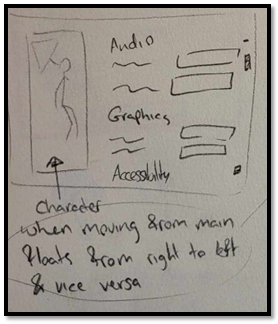 Audio
Graphics
Accessibility
Character
when moving from main
floats from right to left
& vice versa